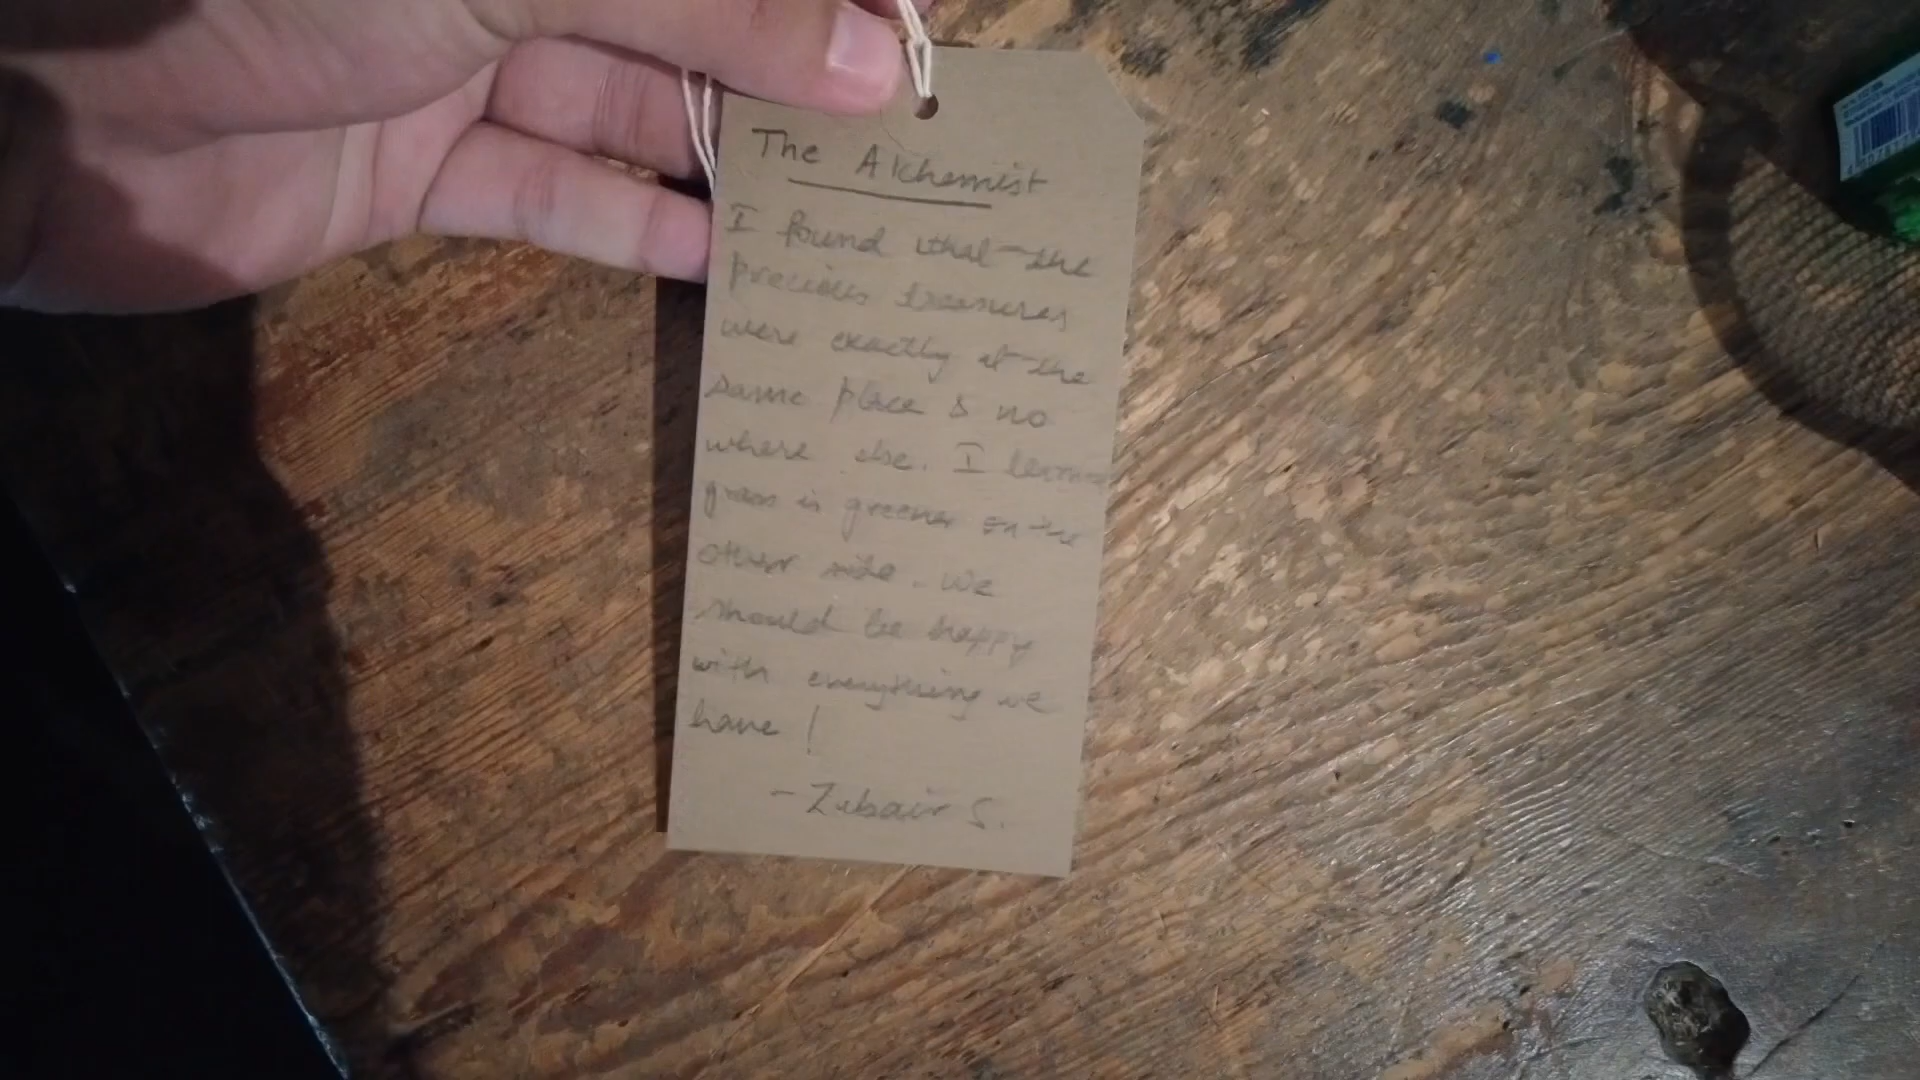 The Alchemist
I found that the
precious treasures
were exactly at the
same place & no
where else. I learn
grass is greener on the
other side. We
should be happy
with everything we
have!
- Zubair S.